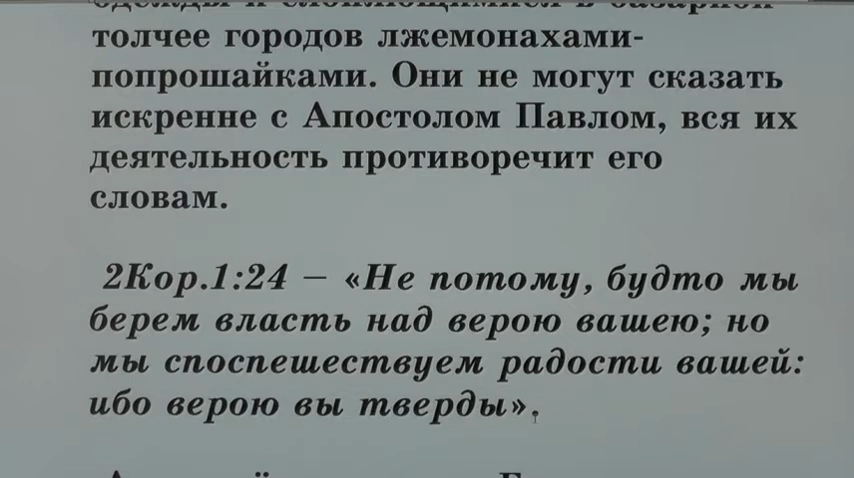 толчее городов лжемонахами-
попрошайками. Они не могут сказать
искренне с Апостолом Павлом, вся их
деятельность противоречит его
словам.
2Кор.1:24 – «Не потому, будто мы
берем власть над верою вашею; но
мы споспешествуем радости вашей:
ибо верою вы тверды».